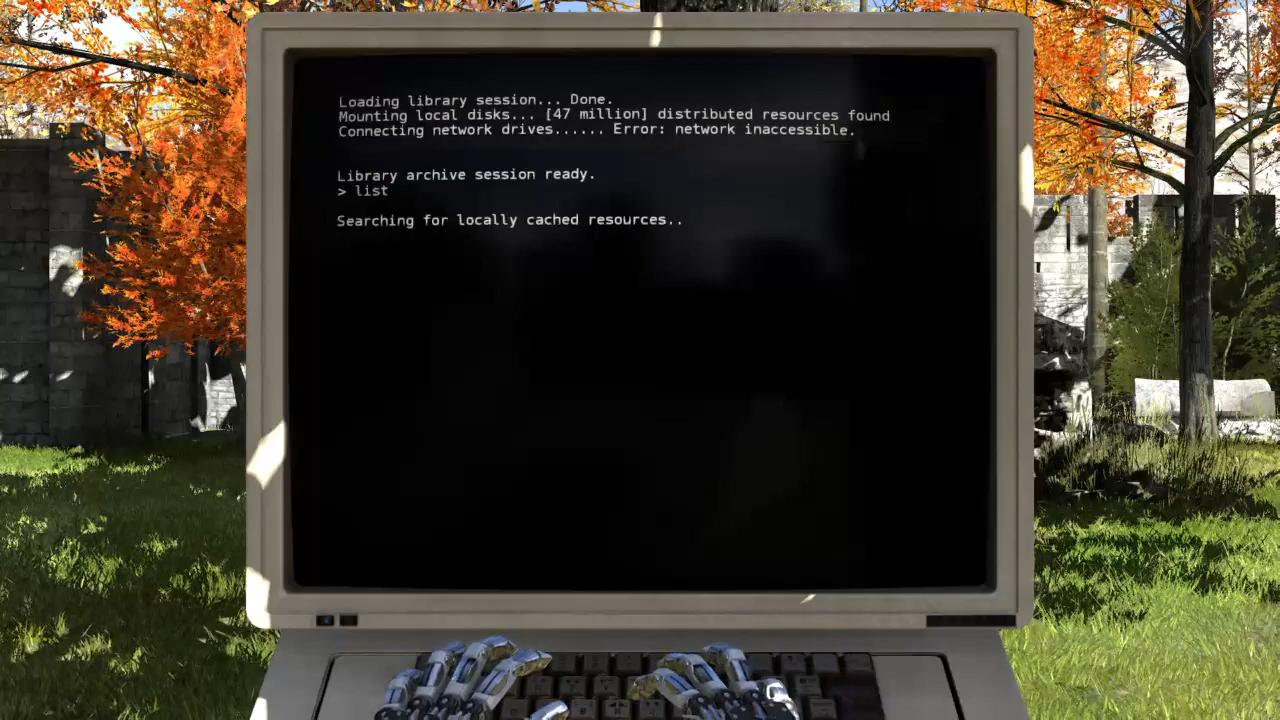 Loading library session... Done.
Mounting local disks... [47 million] distributed resources found
Connecting network drives...... Error: network inaccessible.
Library archive session ready.
> list
Searching for locally cached resources..